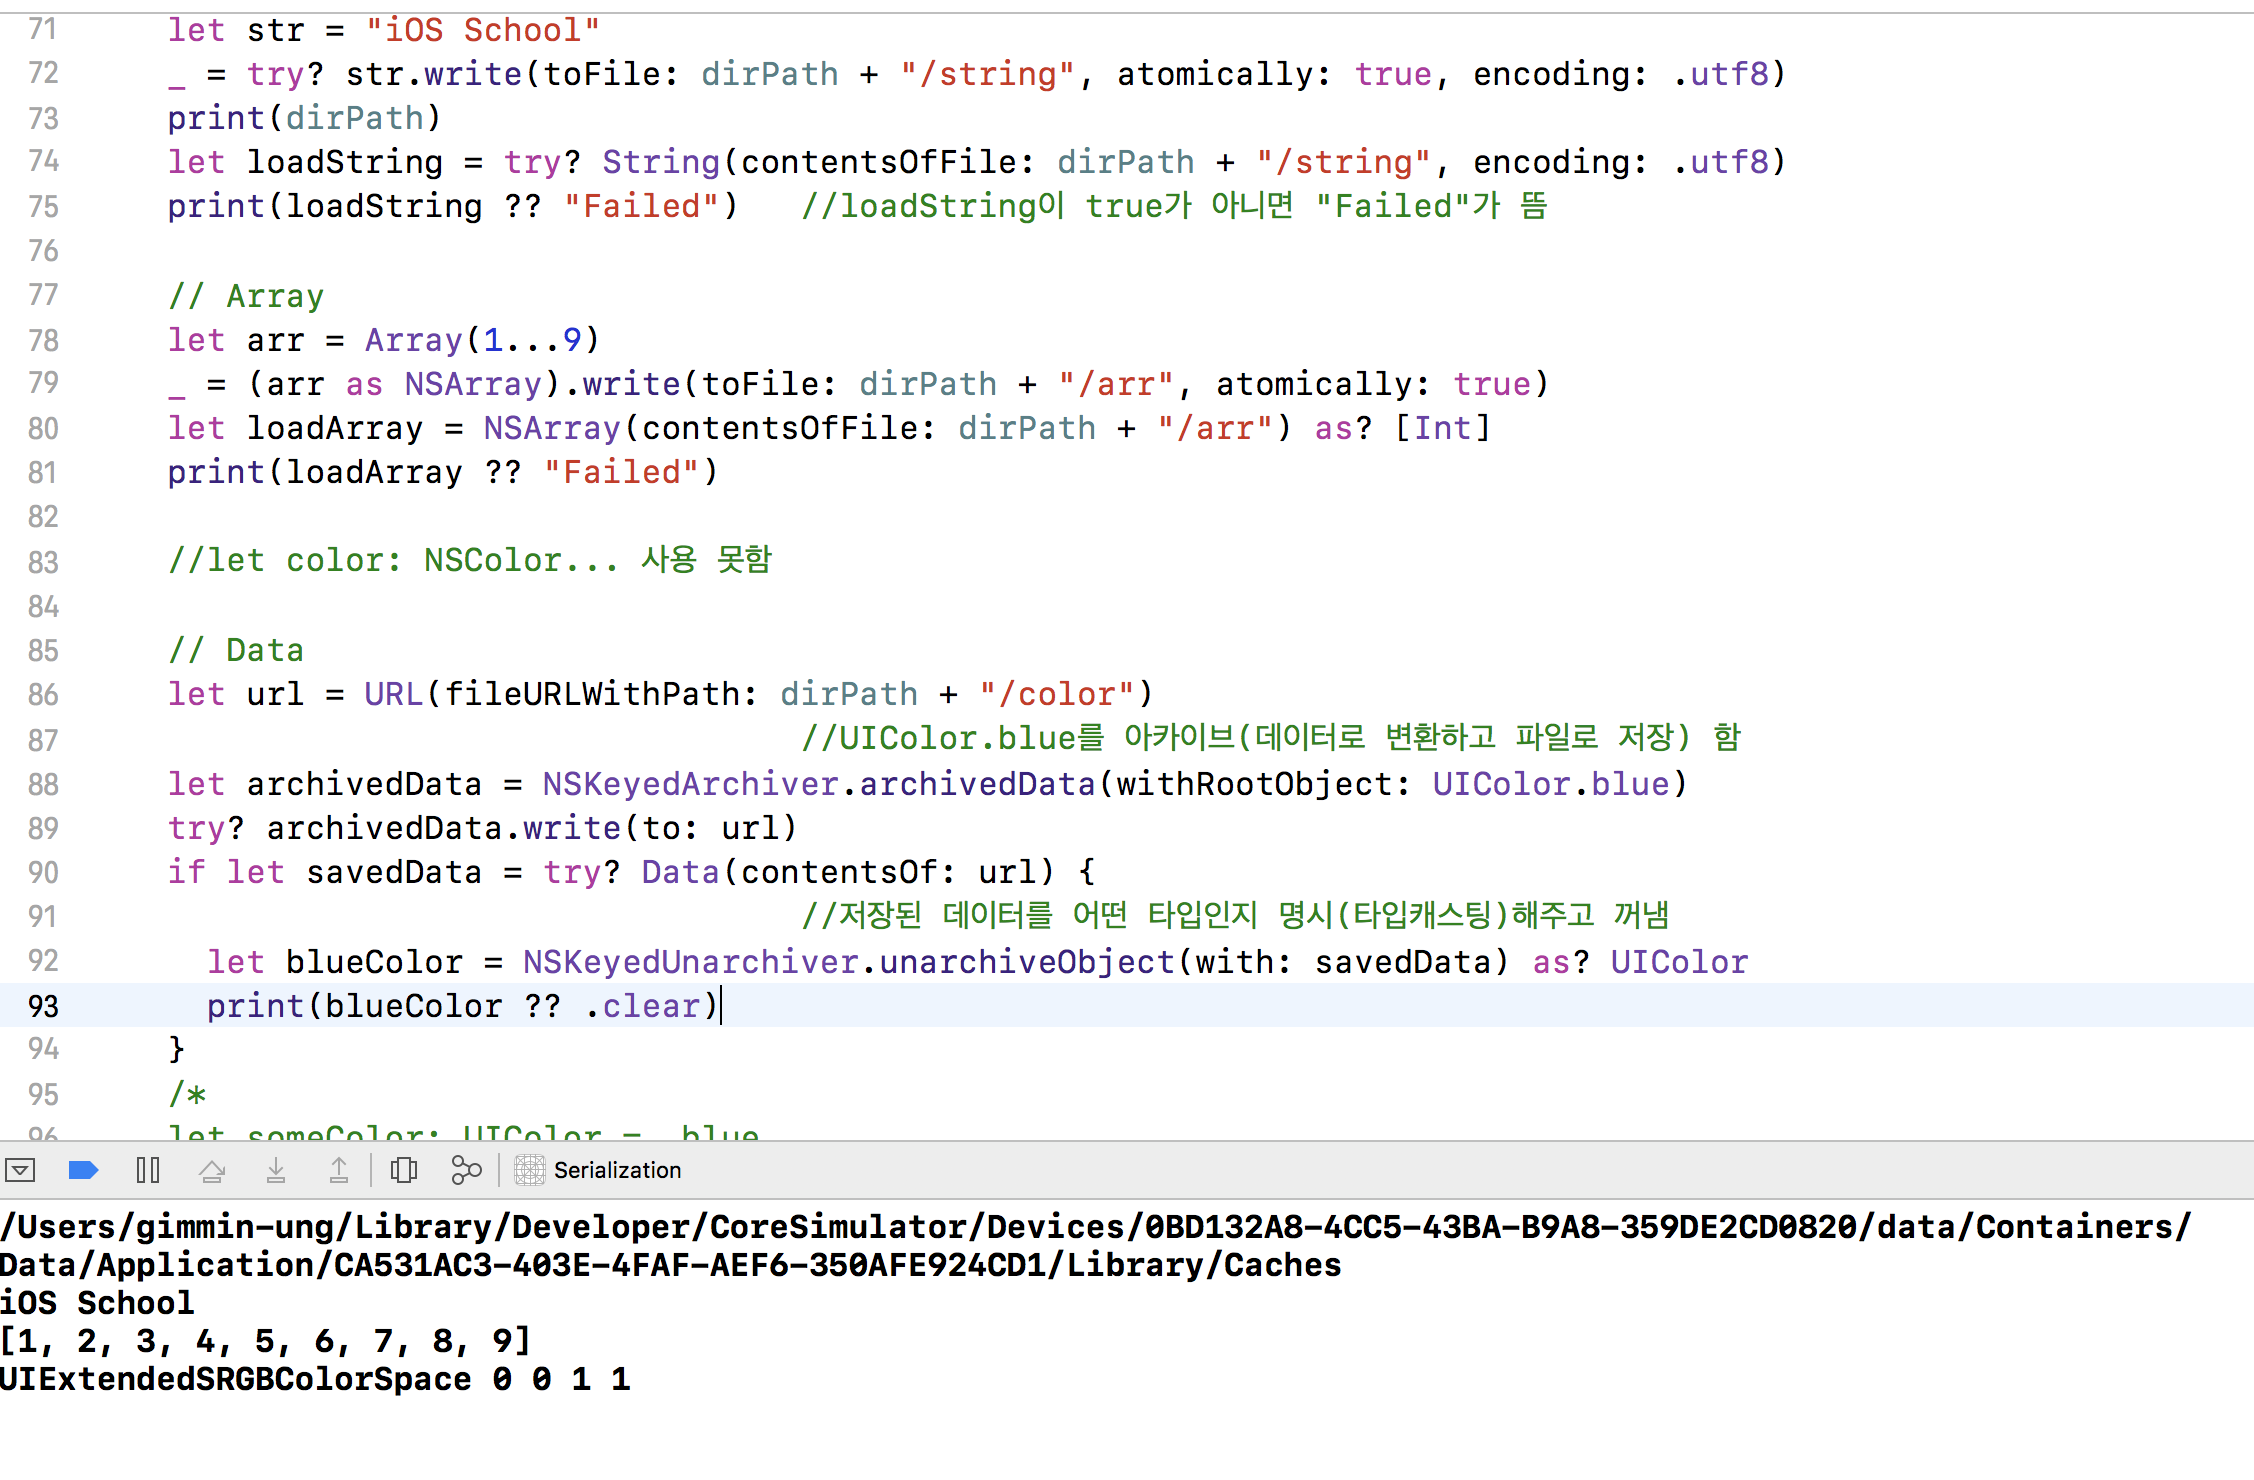 71 let str = "iOS School"
72 _ = try? str.write(toFile: dirPath + "/string", atomically: true, encoding: .utf8)
73 print(dirPath)
74 let loadString = try? String(contentsOfFile: dirPath + "/string", encoding: .utf8)
75 print(loadString ?? "Failed") //loadString이 true가 아니면 "Failed"가 뜸
76
77 // Array
78 let arr = Array(1...9)
79 _ = (arr as NSArray).write(toFile: dirPath + "/arr", atomically: true)
80 let loadArray = NSArray(contentsOfFile: dirPath + "/arr") as? [Int]
81 print(loadArray ?? "Failed")
82
83 //let color: NSColor... 사용 못함
84
85 // Data
86 let url = URL(fileURLWithPath: dirPath + "/color")
87 //UIColor.blue를 아카이브(데이터로 변환하고 파일로 저장) 함
88 let archivedData = NSKeyedArchiver.archivedData(withRootObject: UIColor.blue)
89 try? archivedData.write(to: url)
90 if let savedData = try? Data(contentsOf: url) {
91 //저장된 데이터를 어떤 타입인지 명시(타입캐스팅)해주고 꺼냄
92 let blueColor = NSKeyedUnarchiver.unarchiveObject(with: savedData) as? UIColor
93 print(blueColor ?? .clear)
94 }
95 /*
96 let someColor: UIColor = .blue
Serialization
/Users/gimmin-ung/Library/Developer/CoreSimulator/Devices/0BD132A8-4CC5-43BA-B9A8-359DE2CD0820/data/Containers/
Data/Application/CA531AC3-403E-4FAF-AEF6-350AFE924CD1/Library/Caches
iOS School
[1, 2, 3, 4, 5, 6, 7, 8, 9]
UIExtendedSRGBColorSpace 0 0 1 1